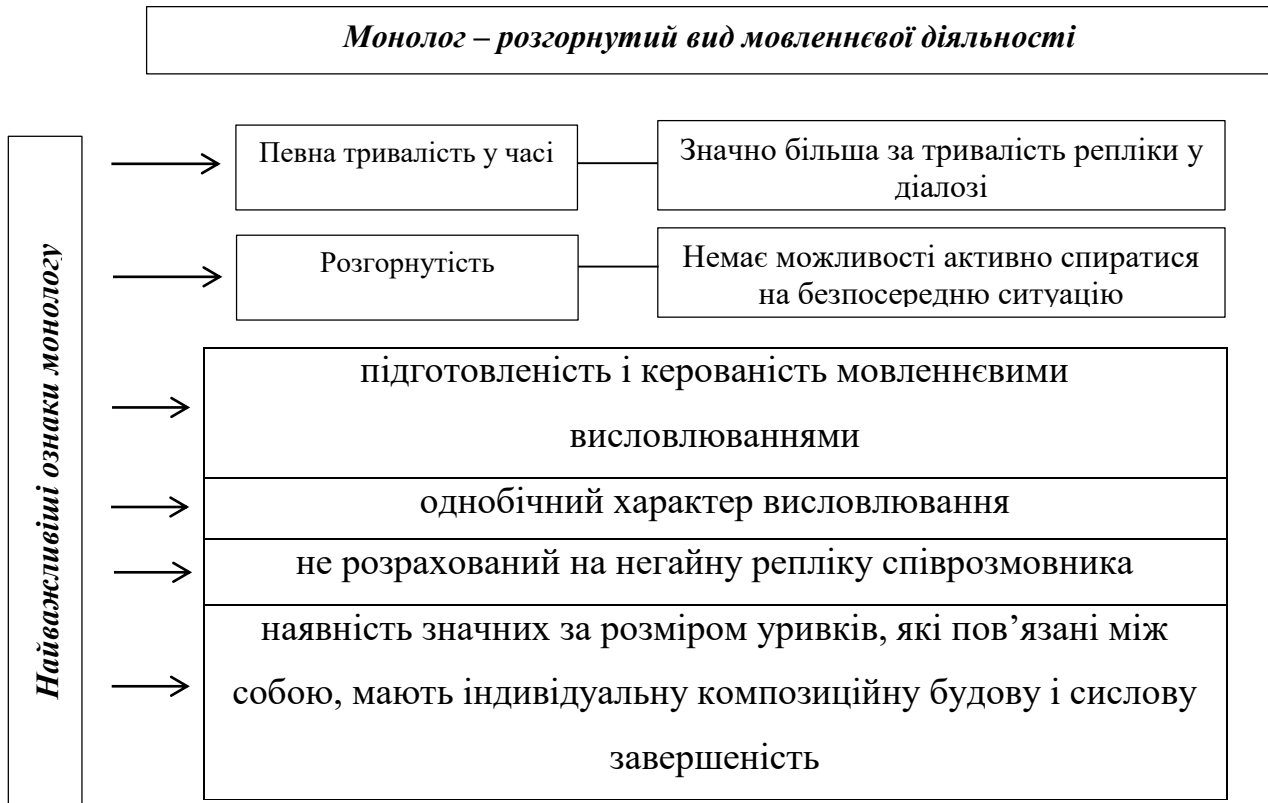 Монолог – розгорнутий вид мовленнєвої діяльності
Найважливіші ознаки монологу
Певна тривалість у часі
Значно більша за тривалість репліки у
діалозі
Розгорнутість
Немає можливості активно спиратися
на безпосередню ситуацію
підготовленість і керованість мовленнєвими
висловлюваннями
однобічний характер висловлювання
не розрахований на негайну репліку співрозмовника
наявність значних за розміром уривків, які пов’язані між
собою, мають індивідуальну композиційну будову і сислову
завершеність